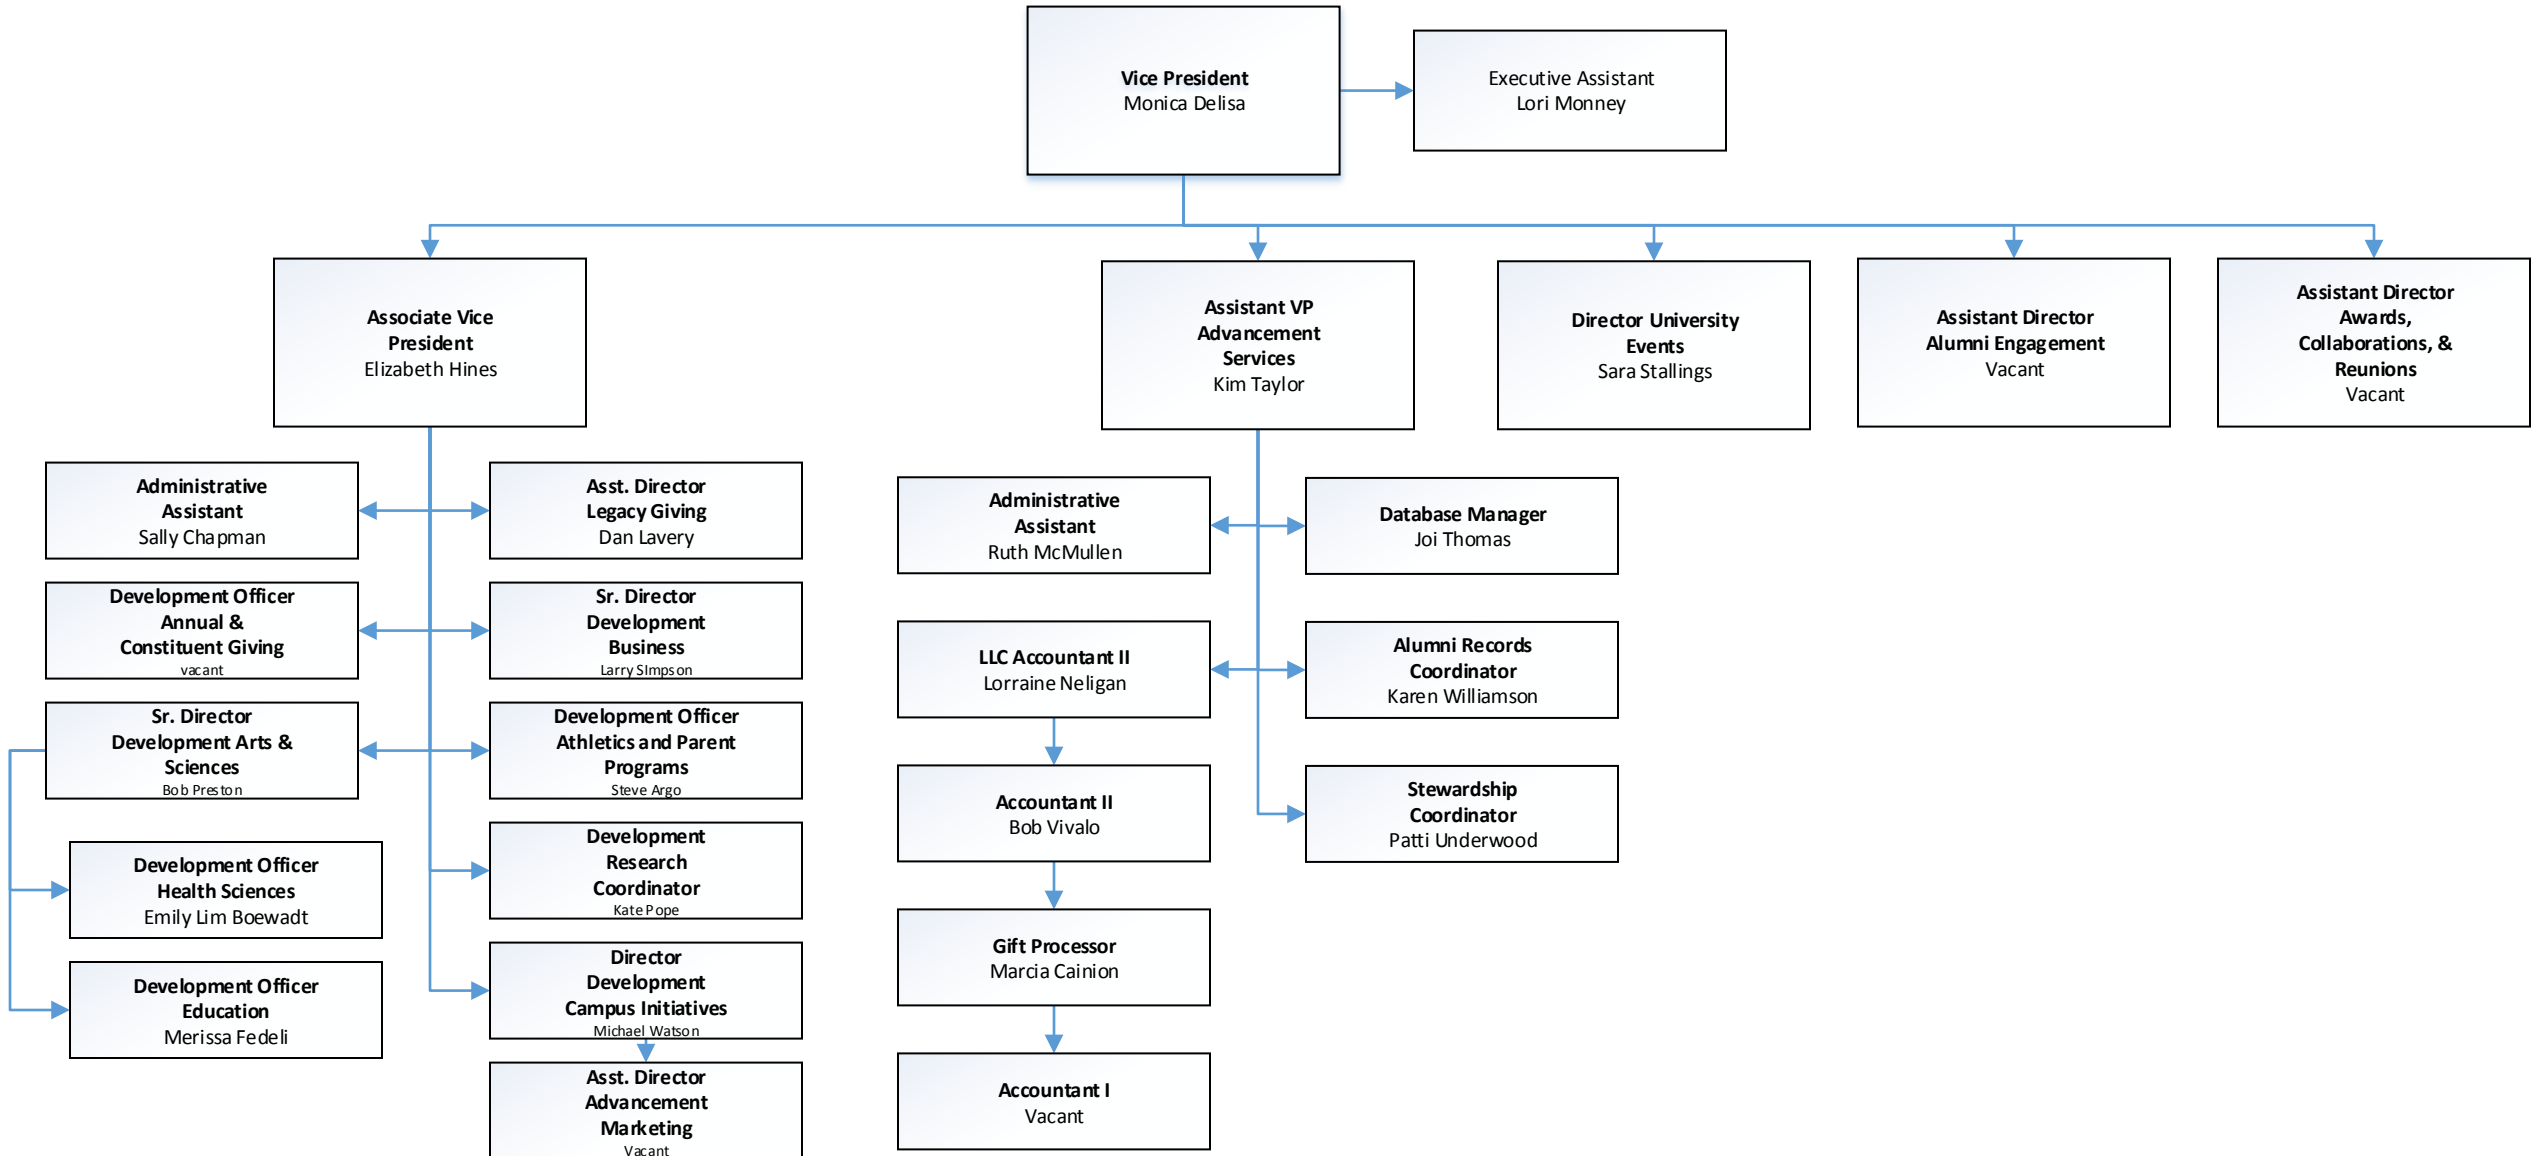 Vice President
Monica Delisa
Executive Assistant
Lori Monney
Associate Vice
President
Elizabeth Hines
Assistant VP
Advancement
Services
Kim Taylor
Director University
Events
Sara Stallings
Assistant Director
Alumni Engagement
Vacant
Assistant Director
Awards,
Collaborations, &
Reunions
Vacant
Administrative
Assistant
Sally Chapman
Asst. Director
Legacy Giving
Dan Lavery
Development Officer
Annual &
Constituent Giving
vacant
Sr. Director
Development
Business
Larry SImpson
Sr. Director
Development Arts &
Sciences
Bob Preston
Development Officer
Athletics and Parent
Programs
Steve Argo
Development Officer
Health Sciences
Emily Lim Boewadt
Development
Research
Coordinator
Kate Pope
Development Officer
Education
Merissa Fedeli
Director
Development
Campus Initiatives
Michael Watson
Asst. Director
Advancement
Marketing
Vacant
Administrative
Assistant
Ruth McMullen
Database Manager
Joi Thomas
LLC Accountant II
Lorraine Neligan
Alumni Records
Coordinator
Karen Williamson
Accountant II
Bob Vivalo
Stewardship
Coordinator
Patti Underwood
Gift Processor
Marcia Cainion
Accountant I
Vacant